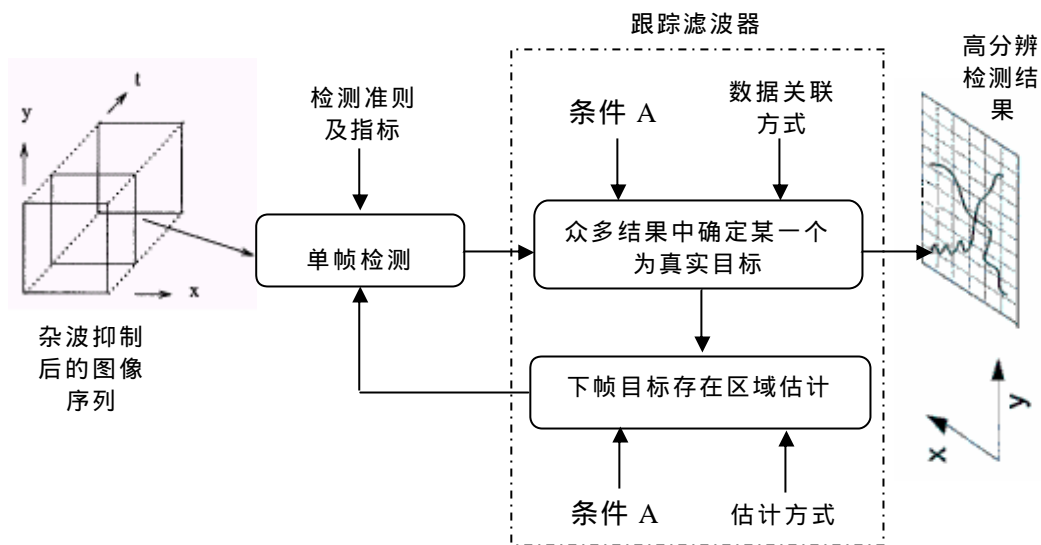 跟踪滤波器
高分辨
检测结
果
t
y
x
检测准则
及指标
条件 A
数据关联
方式
单帧检测
众多结果中确定某一个
为真实目标
杂波抑制
后的图像
序列
下帧目标存在区域估计
条件 A
估计方式
x
y